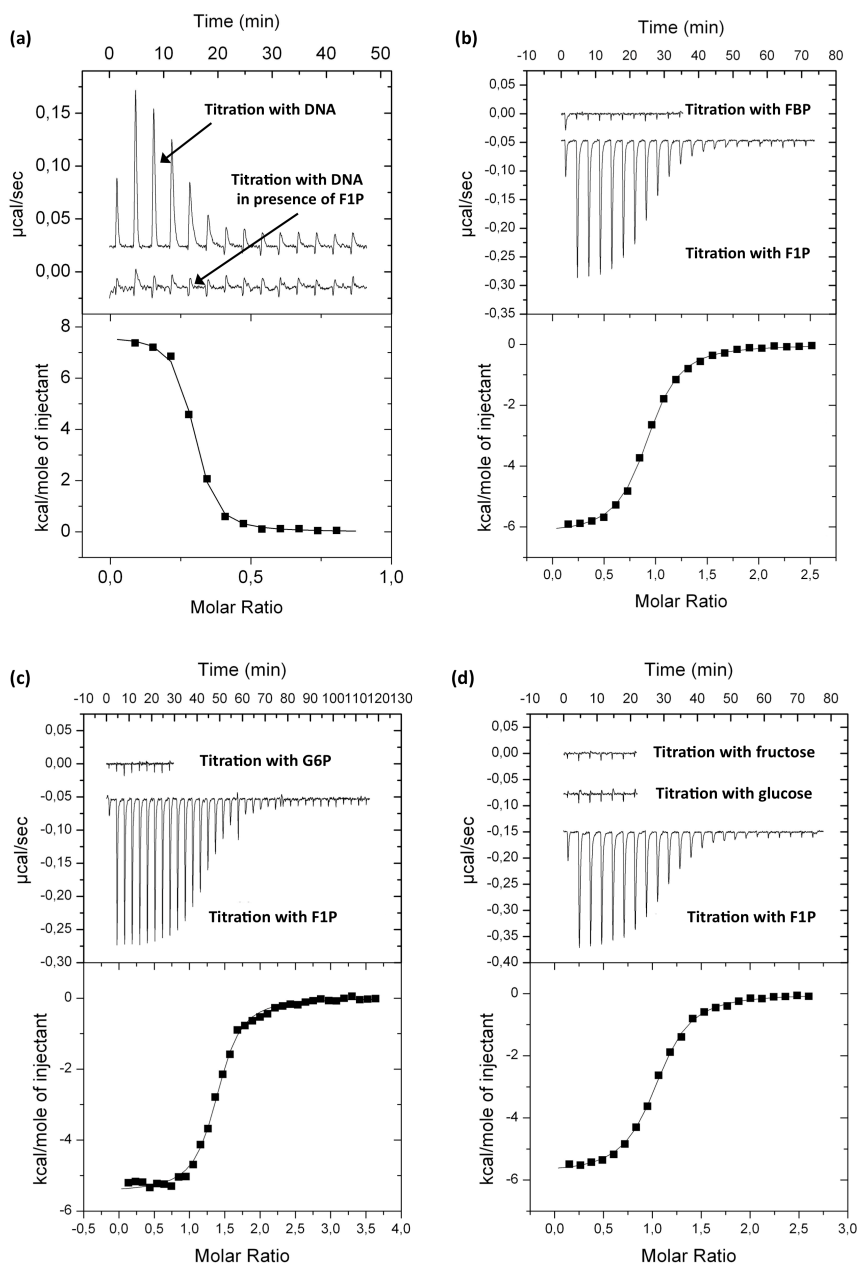 (a)
Time (min)
0 10 20 30 40 50
0,15
0,10
0,05
0,00
µcal/sec
Titration with DNA
Titration with DNA
in presence of F1P
8
6
4
2
0
kcal/mole of injectant
0,0 0,5 1,0
Molar Ratio
(b)
Time (min)
-10 0 10 20 30 40 50 60 70 80
0,05
0,00
-0,05
-0,10
-0,15
-0,20
-0,25
-0,30
-0,35
µcal/sec
Titration with FBP
Titration with F1P
0
-2
-4
-6
kcal/mole of injectant
0,0 0,5 1,0 1,5 2,0 2,5
Molar Ratio
(c)
Time (min)
-10 0 10 20 30 40 50 60 70 80 90 100 110 120 130
0,05
0,00
-0,05
-0,10
-0,15
-0,20
-0,25
-0,30
µcal/sec
Titration with G6P
Titration with F1P
0
-2
-4
-6
kcal/mole of injectant
-0,5 0,0 0,5 1,0 1,5 2,0 2,5 3,0 3,5 4,0
Molar Ratio
(d)
Time (min)
-10 0 10 20 30 40 50 60 70 80
0,05
0,00
-0,05
-0,10
-0,15
-0,20
-0,25
-0,30
-0,35
-0,40
µcal/sec
Titration with fructose
Titration with glucose
Titration with F1P
0
-2
-4
-6
kcal/mole of injectant
0,0 0,5 1,0 1,5 2,0 2,5 3,0
Molar Ratio